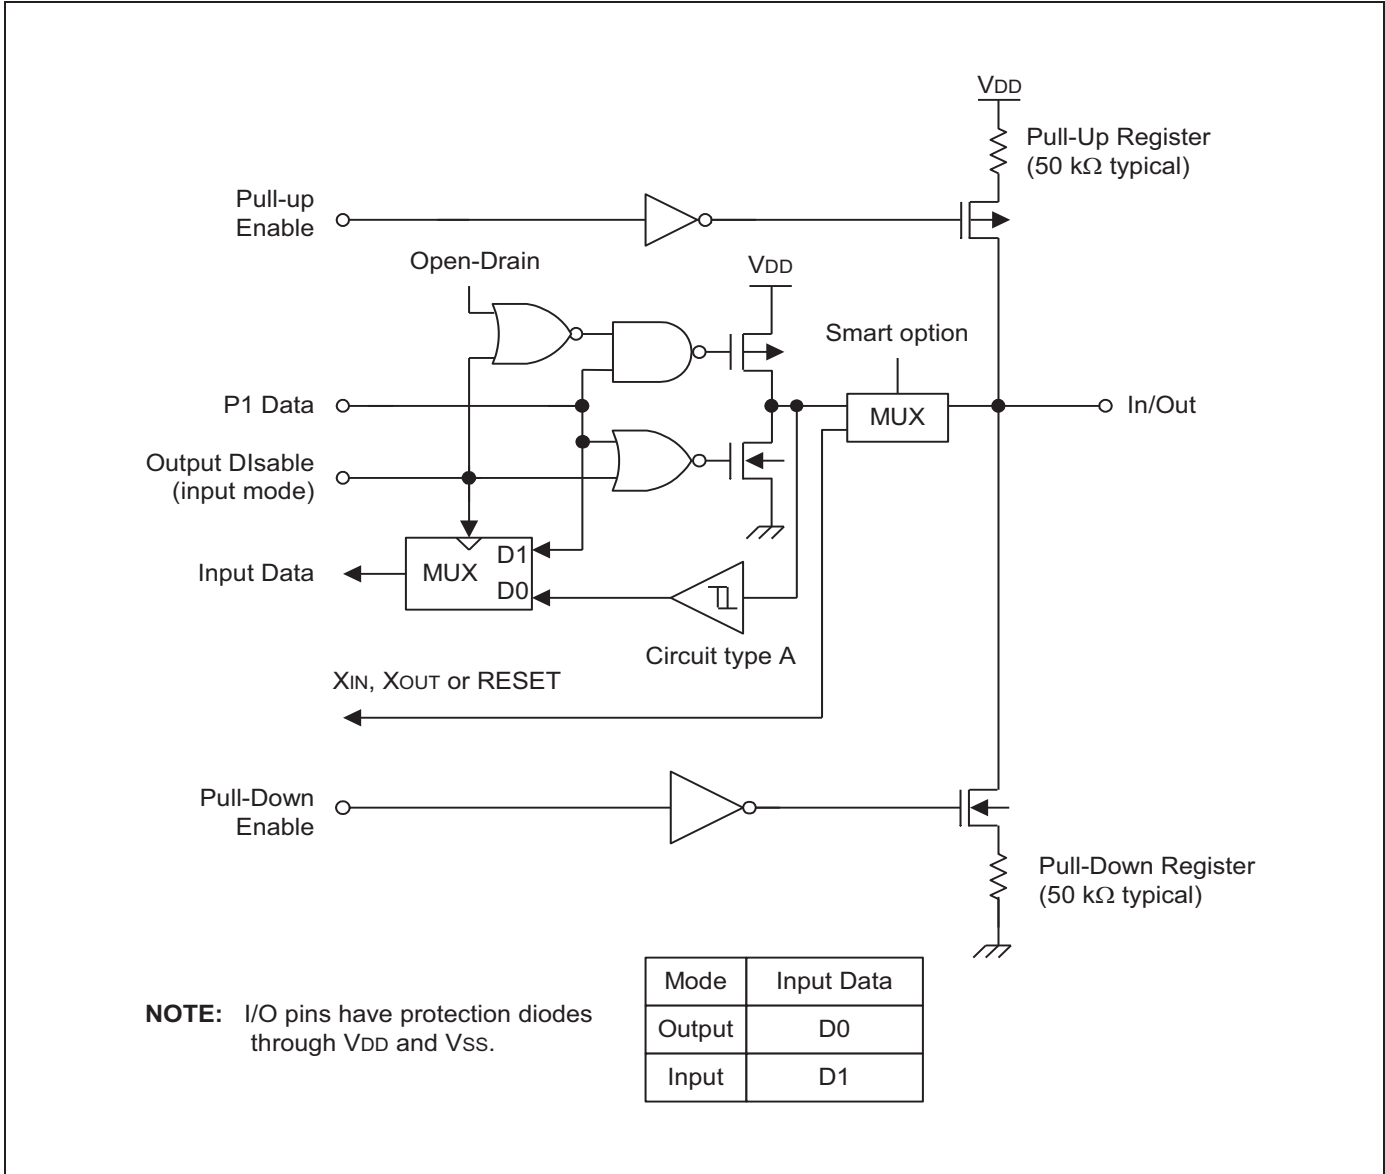 VDD
Pull-Up Register
(50 kΩ typical)
Pull-up
Enable
Open-Drain
VDD
Smart option
P1 Data
MUX
In/Out
Output DIsable
(input mode)
D1
Input Data
MUX
D0
Circuit type A
XIN, XOUT or RESET
Pull-Down
Enable
Pull-Down Register
(50 kΩ typical)
Mode Input Data
Output D0
Input D1
NOTE: I/O pins have protection diodes
through VDD and VSS.